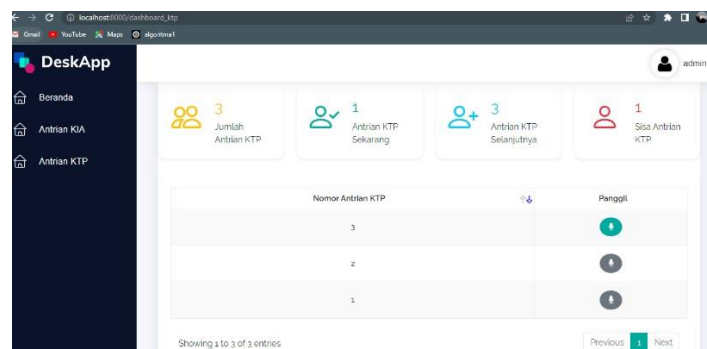 localhost:8000/dashboard_ktp
Gmail YouTube Maps algoritma1
DeskApp
admin
Beranda
Antrian KIA
Antrian KTP
3
Jumlah
Antrian KTP
1
Antrian KTP
Sekarang
3
Antrian KTP
Selanjutnya
1
Sisa Antrian
KTP
Nomor Antrian KTP Panggil
3
2
1
Showing 1 to 3 of 3 entries
Previous 1 Next